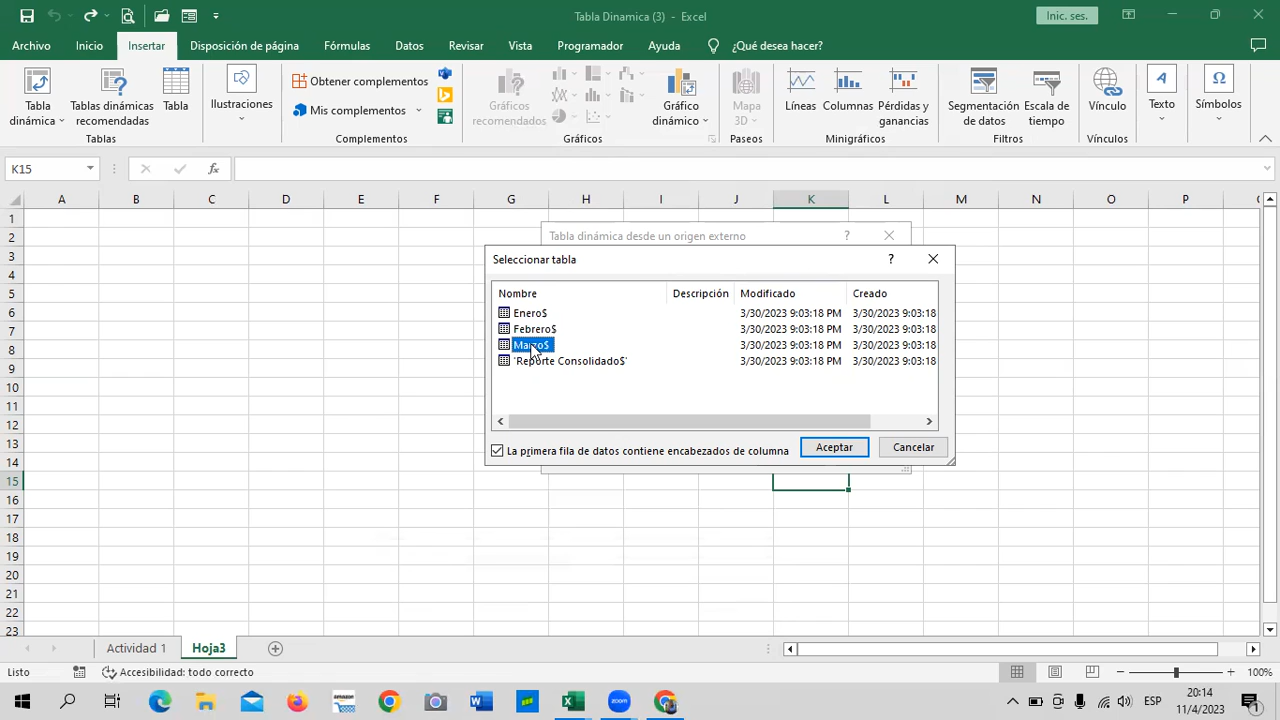 Tabla Dinamica (3) - Excel
Inic. ses.
Archivo Inicio Insertar Disposición de página Fórmulas Datos Revisar Vista Programador Ayuda ¿Qué desea hacer?
Tabla dinámica
Tablas dinámicas recomendadas
Tabla
Ilustraciones
Obtener complementos
Mis complementos
Gráficos recomendados
Gráfico dinámico
Mapa 3D
Líneas
Columnas
Pérdidas y ganancias
Segmentación de datos
Escala de tiempo
Vínculo
Texto
Símbolos
Tablas Complementos Gráficos Paseos Minigráficos Filtros Vínculos
K15 fx
A B C D E F G H I J K L M N O P
1
2
Tabla dinámica desde un origen externo ?
3
Seleccionar tabla ?
4
5
Nombre Descripción Modificado Creado
6
Enero$ 3/30/2023 9:03:18 PM 3/30/2023 9:03:18
7
Febrero$ 3/30/2023 9:03:18 PM 3/30/2023 9:03:18
8
Marzo$ 3/30/2023 9:03:18 PM 3/30/2023 9:03:18
9
'Reporte Consolidado$' 3/30/2023 9:03:18 PM 3/30/2023 9:03:18
10
11
12
13
La primera fila de datos contiene encabezados de columna Aceptar Cancelar
14
15
16
17
18
19
20
21
22
23
Actividad 1 Hoja3
Listo Accesibilidad: todo correcto 100%
amazon
zoom
ESP
20:14
11/4/2023
1